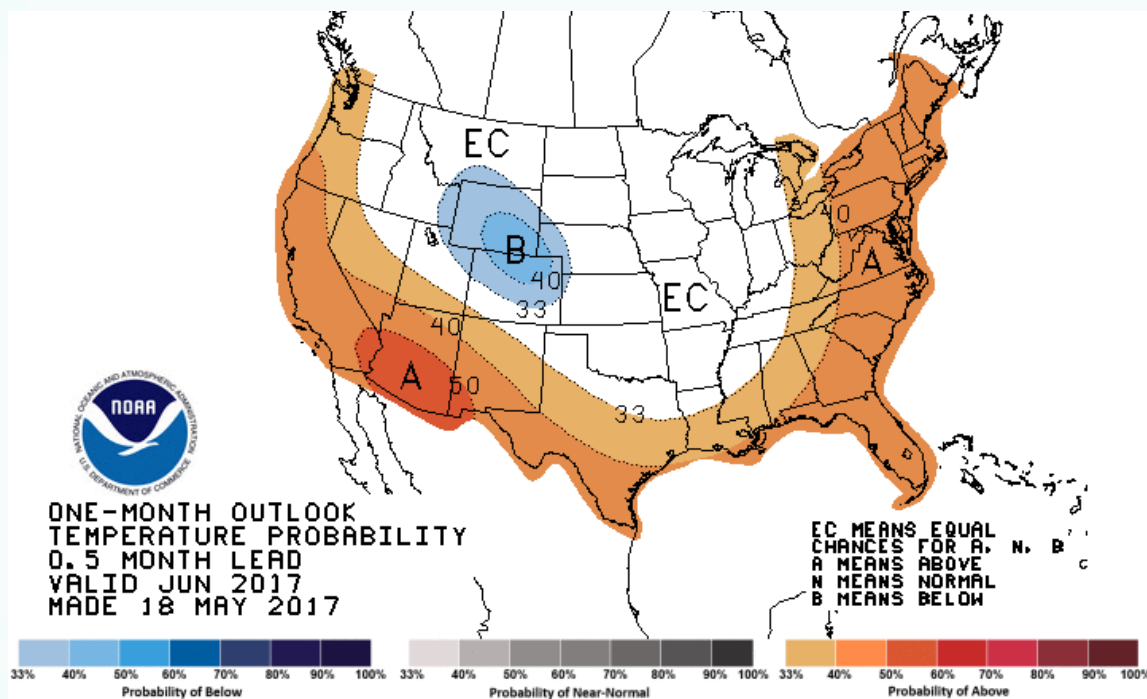 EC
B
40
33
EC
40
A
50
33
40
A
NATIONAL OCEANIC AND ATMOSPHERIC ADMINISTRATION
NOAA
U.S. DEPARTMENT OF COMMERCE
ONE-MONTH OUTLOOK
TEMPERATURE PROBABILITY
0.5 MONTH LEAD
VALID JUN 2017
MADE 18 MAY 2017
EC MEANS EQUAL
CHANCES FOR A, N, B
A MEANS ABOVE
N MEANS NORMAL
B MEANS BELOW
33% 40% 50% 60% 70% 80% 90% 100%
Probability of Below
33% 40% 50% 60% 70% 80% 90% 100%
Probability of Near-Normal
33% 40% 50% 60% 70% 80% 90% 100%
Probability of Above